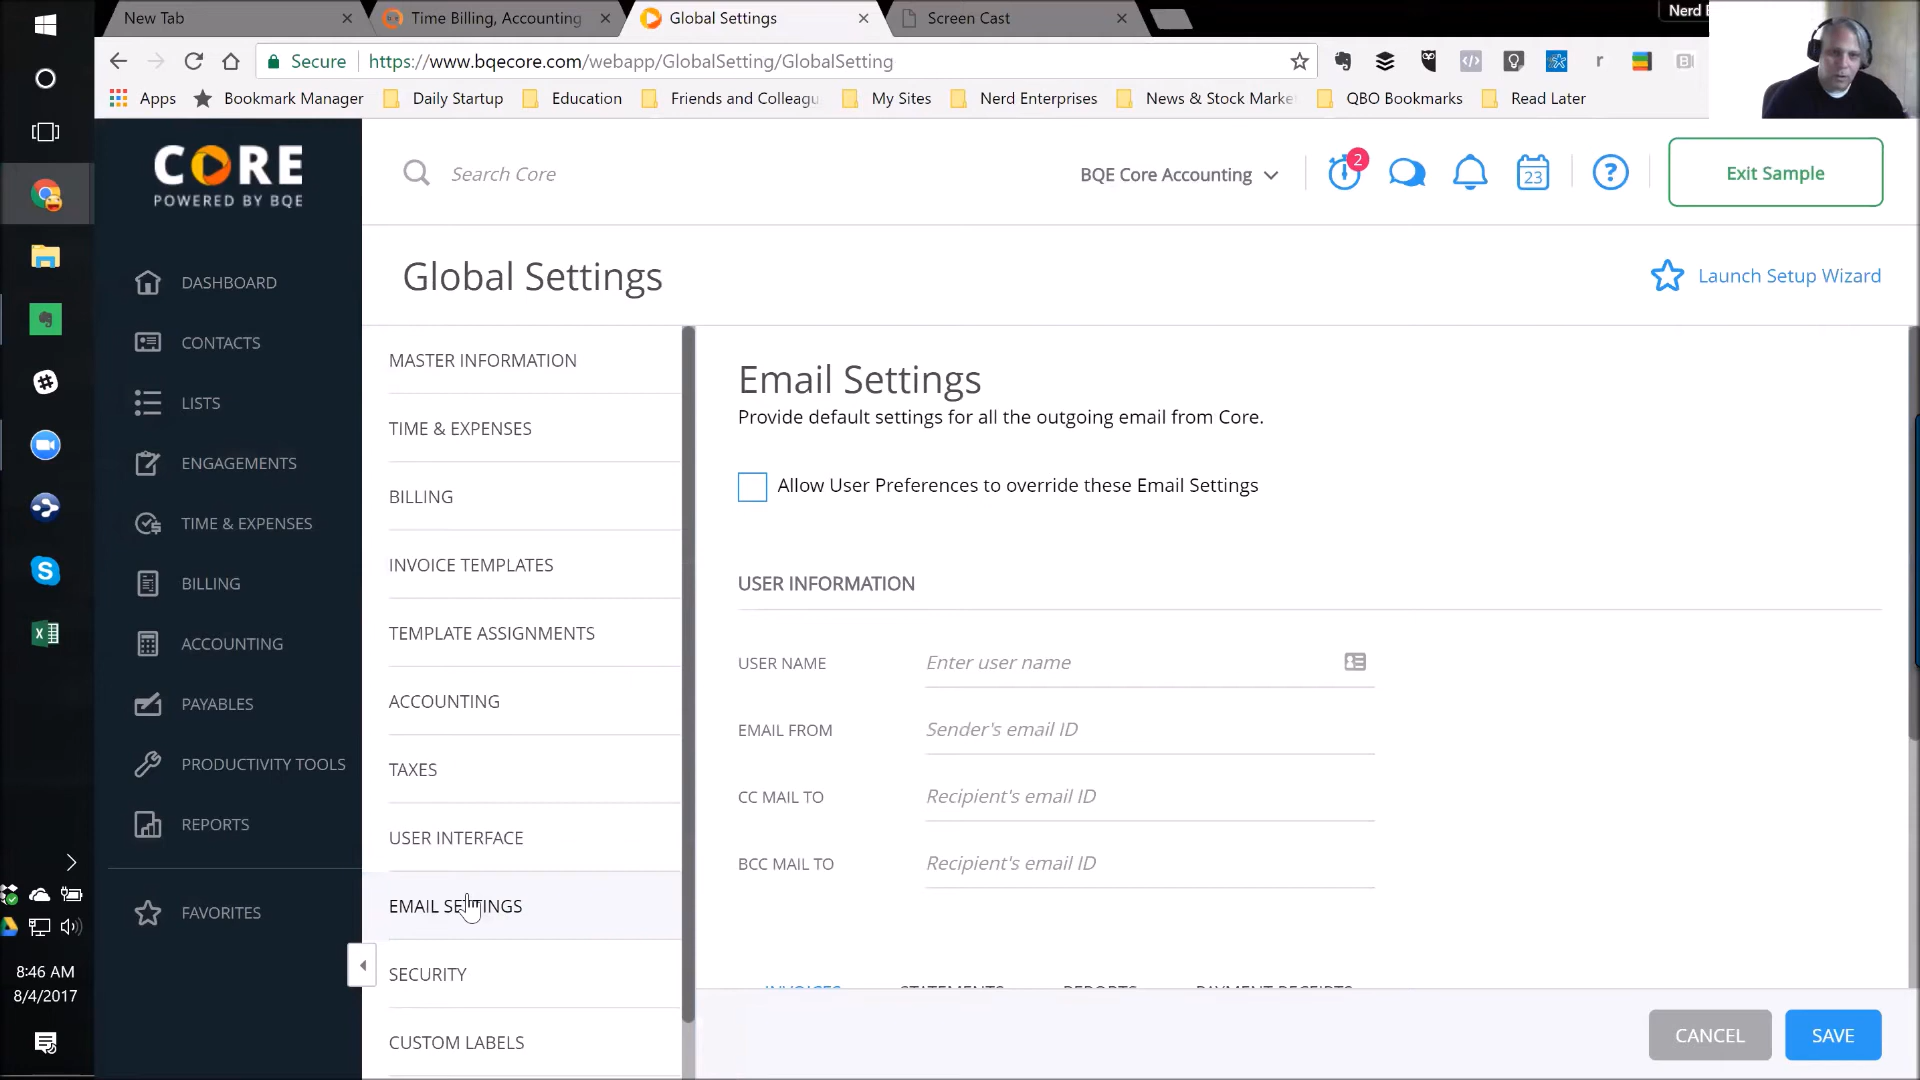 New Tab
Time Billing, Accounting
Global Settings
Screen Cast
Nerd
Secure
https://www.bqecore.com/webapp/GlobalSetting/GlobalSetting
Apps
Bookmark Manager
Daily Startup
Education
Friends and Colleagu
My Sites
Nerd Enterprises
News & Stock Marke
QBO Bookmarks
Read Later
CORE
POWERED BY BQE
Search Core
BQE Core Accounting
2
23
?
Exit Sample
Global Settings
Launch Setup Wizard
DASHBOARD
CONTACTS
LISTS
ENGAGEMENTS
TIME & EXPENSES
BILLING
ACCOUNTING
PAYABLES
PRODUCTIVITY TOOLS
REPORTS
FAVORITES
MASTER INFORMATION
TIME & EXPENSES
BILLING
INVOICE TEMPLATES
TEMPLATE ASSIGNMENTS
ACCOUNTING
TAXES
USER INTERFACE
EMAIL SETTINGS
SECURITY
CUSTOM LABELS
Email Settings
Provide default settings for all the outgoing email from Core.
Allow User Preferences to override these Email Settings
USER INFORMATION
USER NAME
Enter user name
EMAIL FROM
Sender's email ID
CC MAIL TO
Recipient's email ID
BCC MAIL TO
Recipient's email ID
INVOICES
STATEMENTS
REPORTS
PAYMENT RECEIPTS
CANCEL
SAVE
8:46 AM
8/4/2017